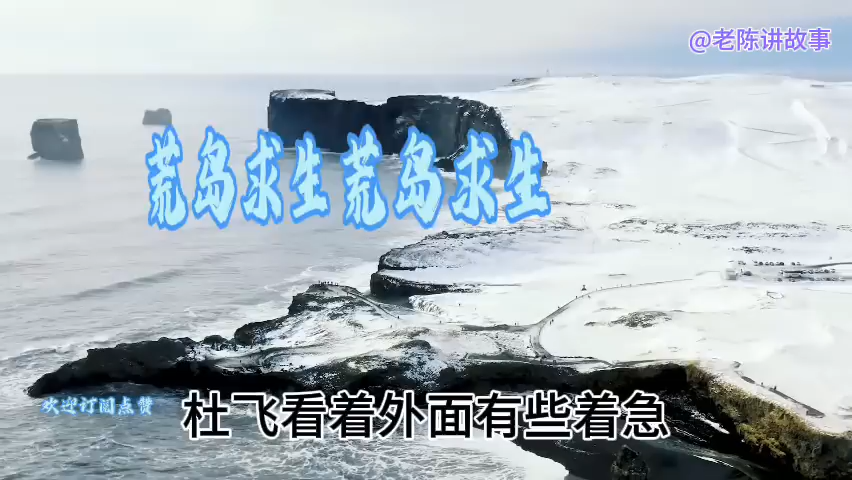 @老陈讲故事
荒岛求生荒岛求生
欢迎订阅点赞
杜飞看着外面有些着急